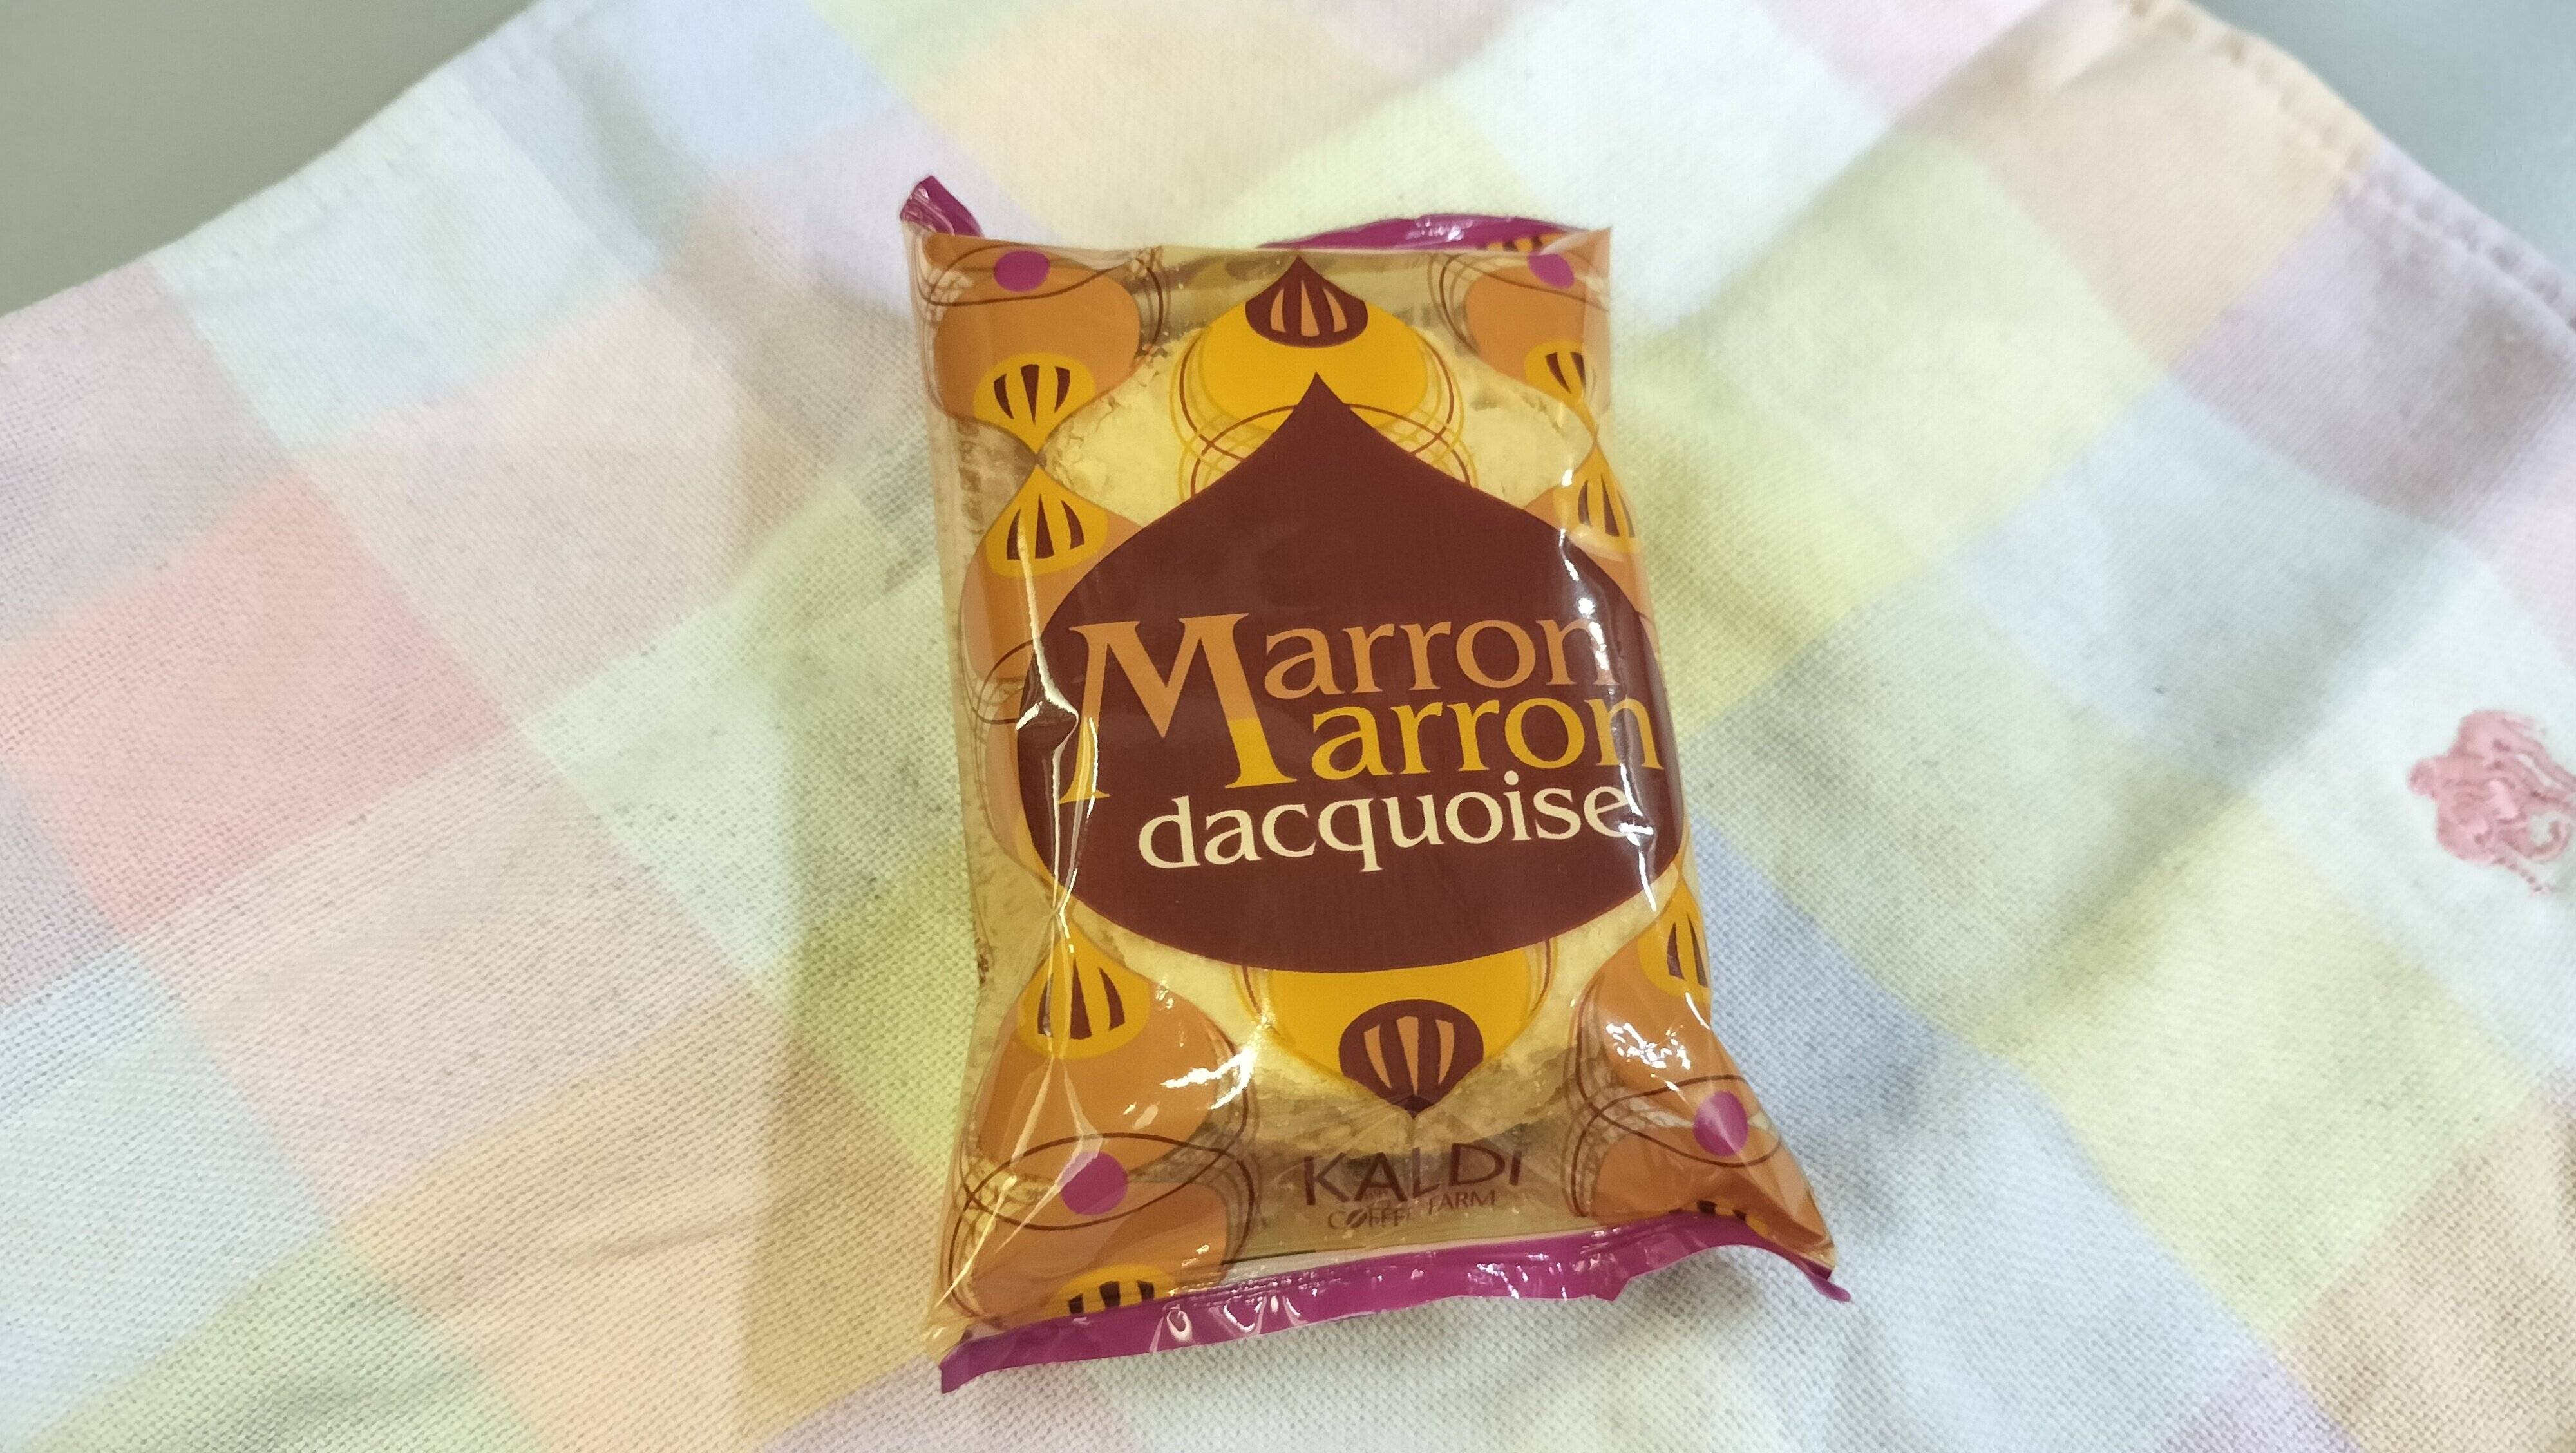 Marron
Marron
dacquoise
KALDI
COFFEE FARM